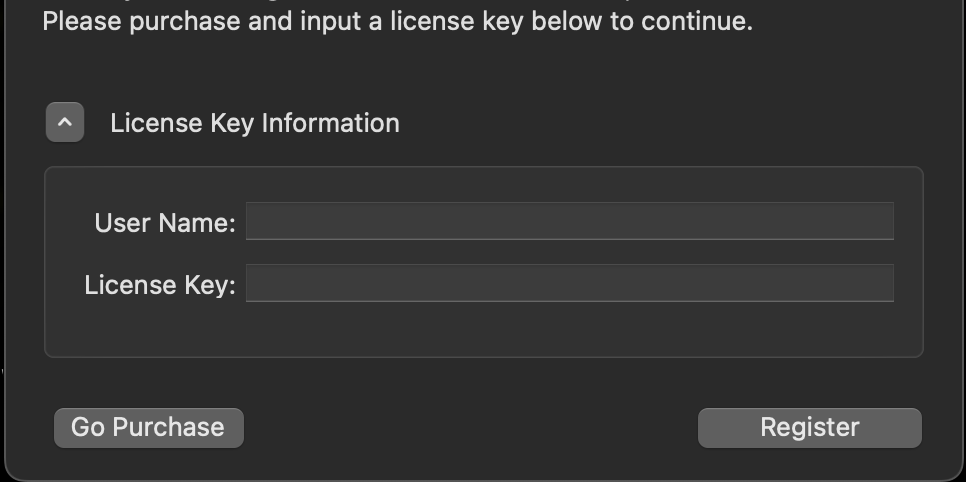 Please purchase and input a license key below to continue.
License Key Information
User Name:
License Key:
Go Purchase
Register